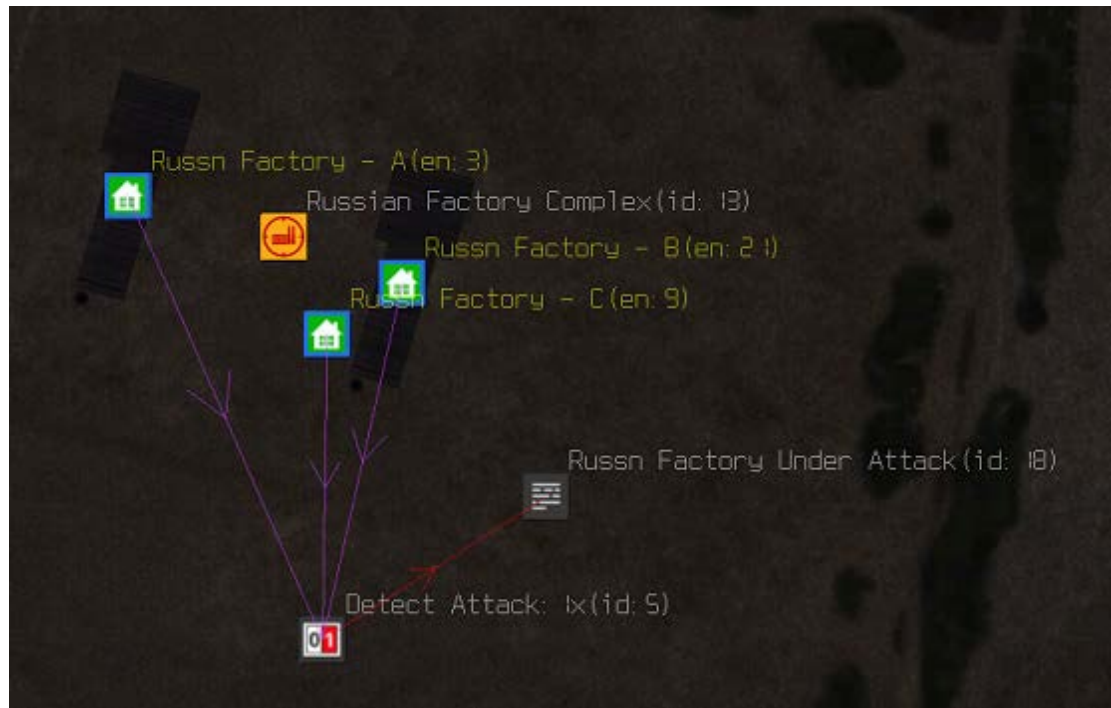 Russn Factory - A(en: 3)
Russian Factory Complex(id: 13)
Russn Factory - B(en: 21)
Russn Factory - C(en: 9)
Russn Factory Under Attack(id: 18)
Detect Attack: 1x(id: 5)
01